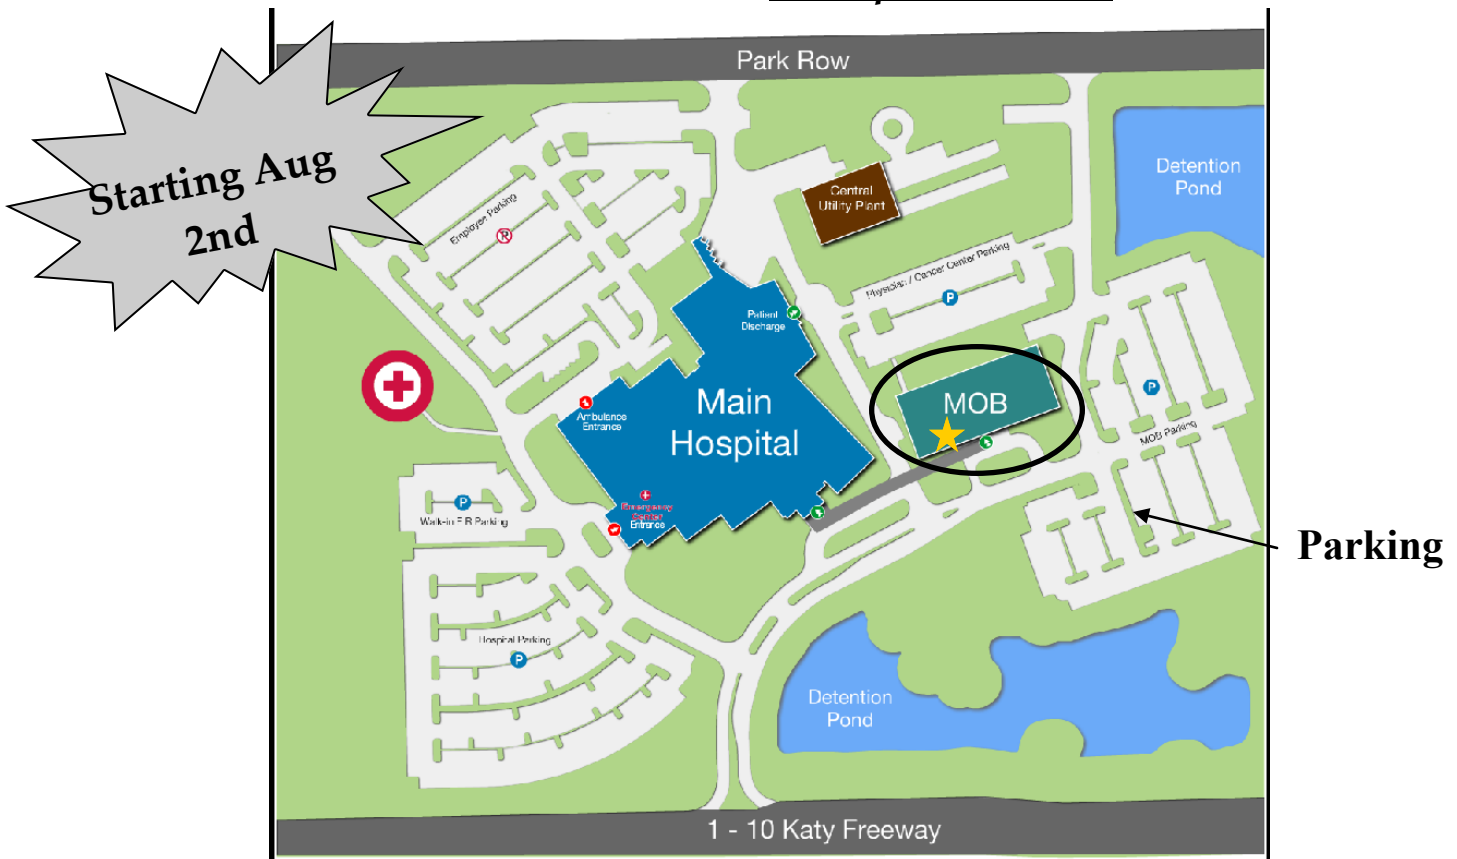 Park Row
Starting Aug
2nd
Detention
Pond
Central
Utility Plant
Employee Parking
Physician / Cancer Center Parking
P
Patient
Discharge
Main
Hospital
MOB
P
MOB Parking
Ambulance
Entrance
Emergency
Center
Entrance
P
Walk-in E R Parking
Parking
Hospital Parking
P
Detention
Pond
1 - 10 Katy Freeway